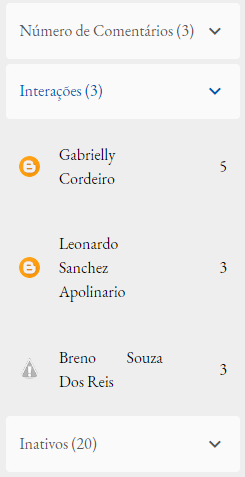 Número de Comentários (3)
Interações (3)
Gabrielly
Cordeiro
5
Leonardo
Sanchez
Apolinario
3
Breno Souza
Dos Reis
3
Inativos (20)